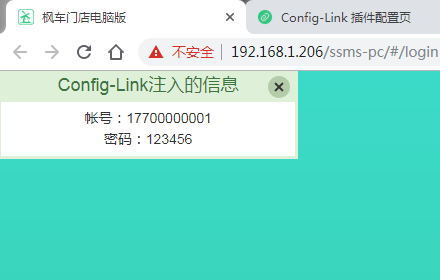 枫车门店电脑版
Config-Link 插件配置页
不安全 | 192.168.1.206/ssms-pc/#/login
Config-Link注入的信息
帐号：17700000001
密码：123456